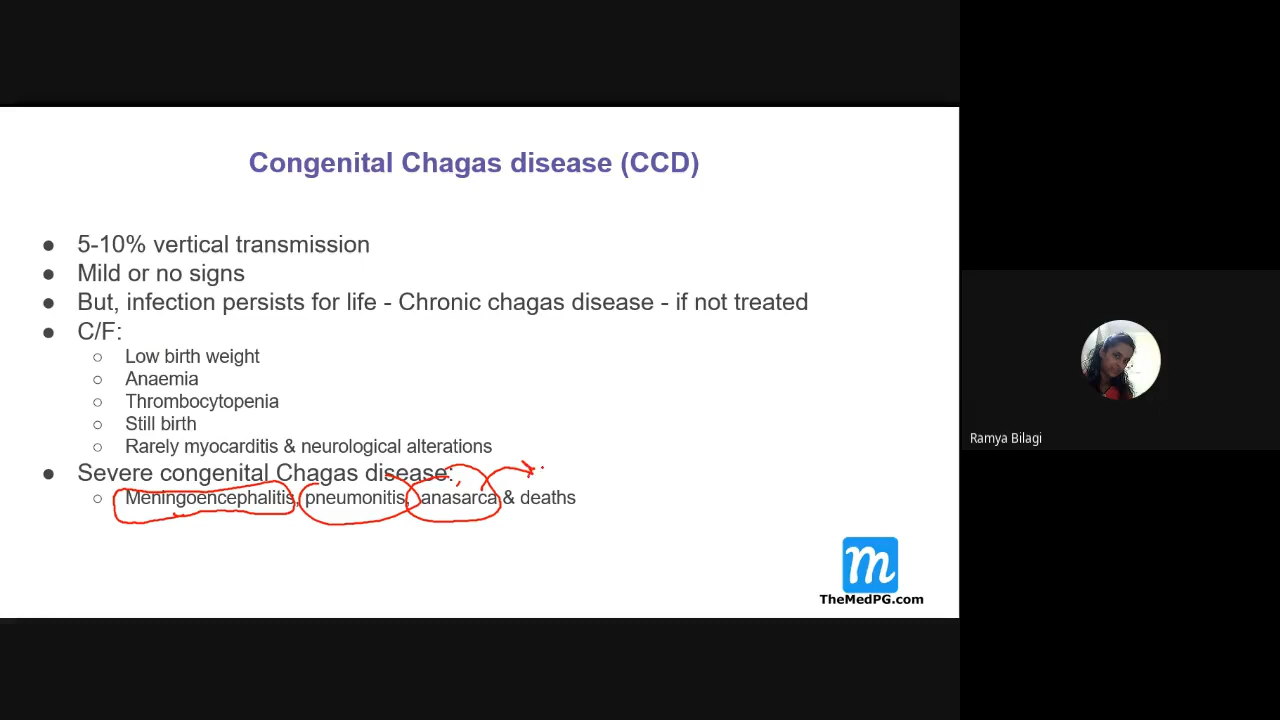 Congenital Chagas disease (CCD)
● 5-10% vertical transmission
● Mild or no signs
● But, infection persists for life - Chronic chagas disease - if not treated
● C/F:
○ Low birth weight
○ Anaemia
○ Thrombocytopenia
○ Still birth
○ Rarely myocarditis & neurological alterations
● Severe congenital Chagas disease:
○ Meningoencephalitis, pneumonitis, anasarca & deaths
m
TheMedPG.com
Ramya Bilagi